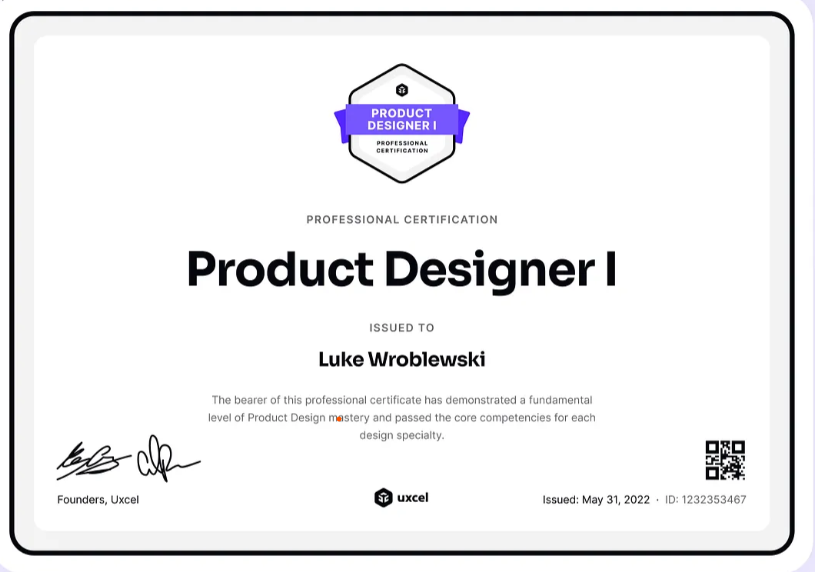 PRODUCT
DESIGNER I
PROFESSIONAL
CERTIFICATION
PROFESSIONAL CERTIFICATION
Product Designer I
ISSUED TO
Luke Wroblewski
The bearer of this professional certificate has demonstrated a fundamental
level of Product Design mastery and passed the core competencies for each
design specialty.
Founders, Uxcel
uxcel
Issued: May 31, 2022 · ID: 1232353467